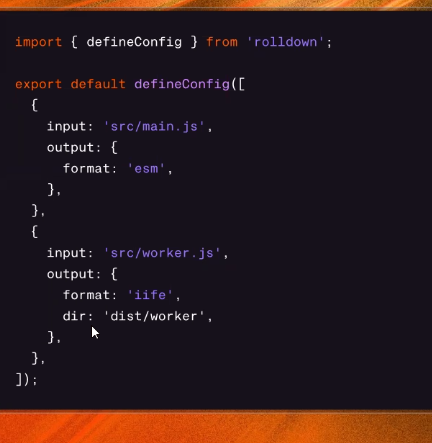 import { defineConfig } from 'rolldown';
export default defineConfig([
  {
    input: 'src/main.js',
    output: {
      format: 'esm',
    },
  },
  {
    input: 'src/worker.js',
    output: {
      format: 'iife',
      dir: 'dist/worker',
    },
  },
]);